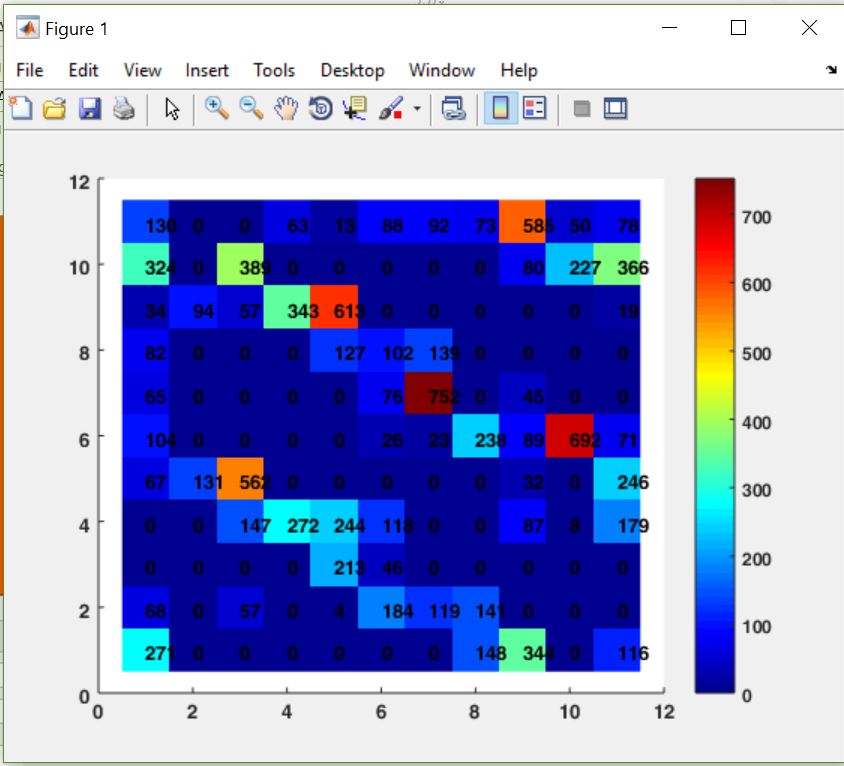 Figure 1
File Edit View Insert Tools Desktop Window Help
12
130 0 0 63 13 88 92 73 585 50 78
700
10 324 0 389 0 0 0 0 0 80 227 366
600
34 94 57 343 613 0 0 0 0 0 19
500
8 82 0 0 0 127 102 139 0 0 0 0
65 0 0 0 0 76 752 0 45 0 0
400
6 104 0 0 0 0 26 23 238 89 692 71
67 131 562 0 0 0 0 0 32 0 246
300
4 0 0 147 272 244 118 0 0 87 8 179
200
0 0 0 0 213 46 0 0 0 0 0
2 68 0 57 0 4 184 119 141 0 0 0
100
271 0 0 0 0 0 0 148 344 0 116
0 0
0 2 4 6 8 10 12